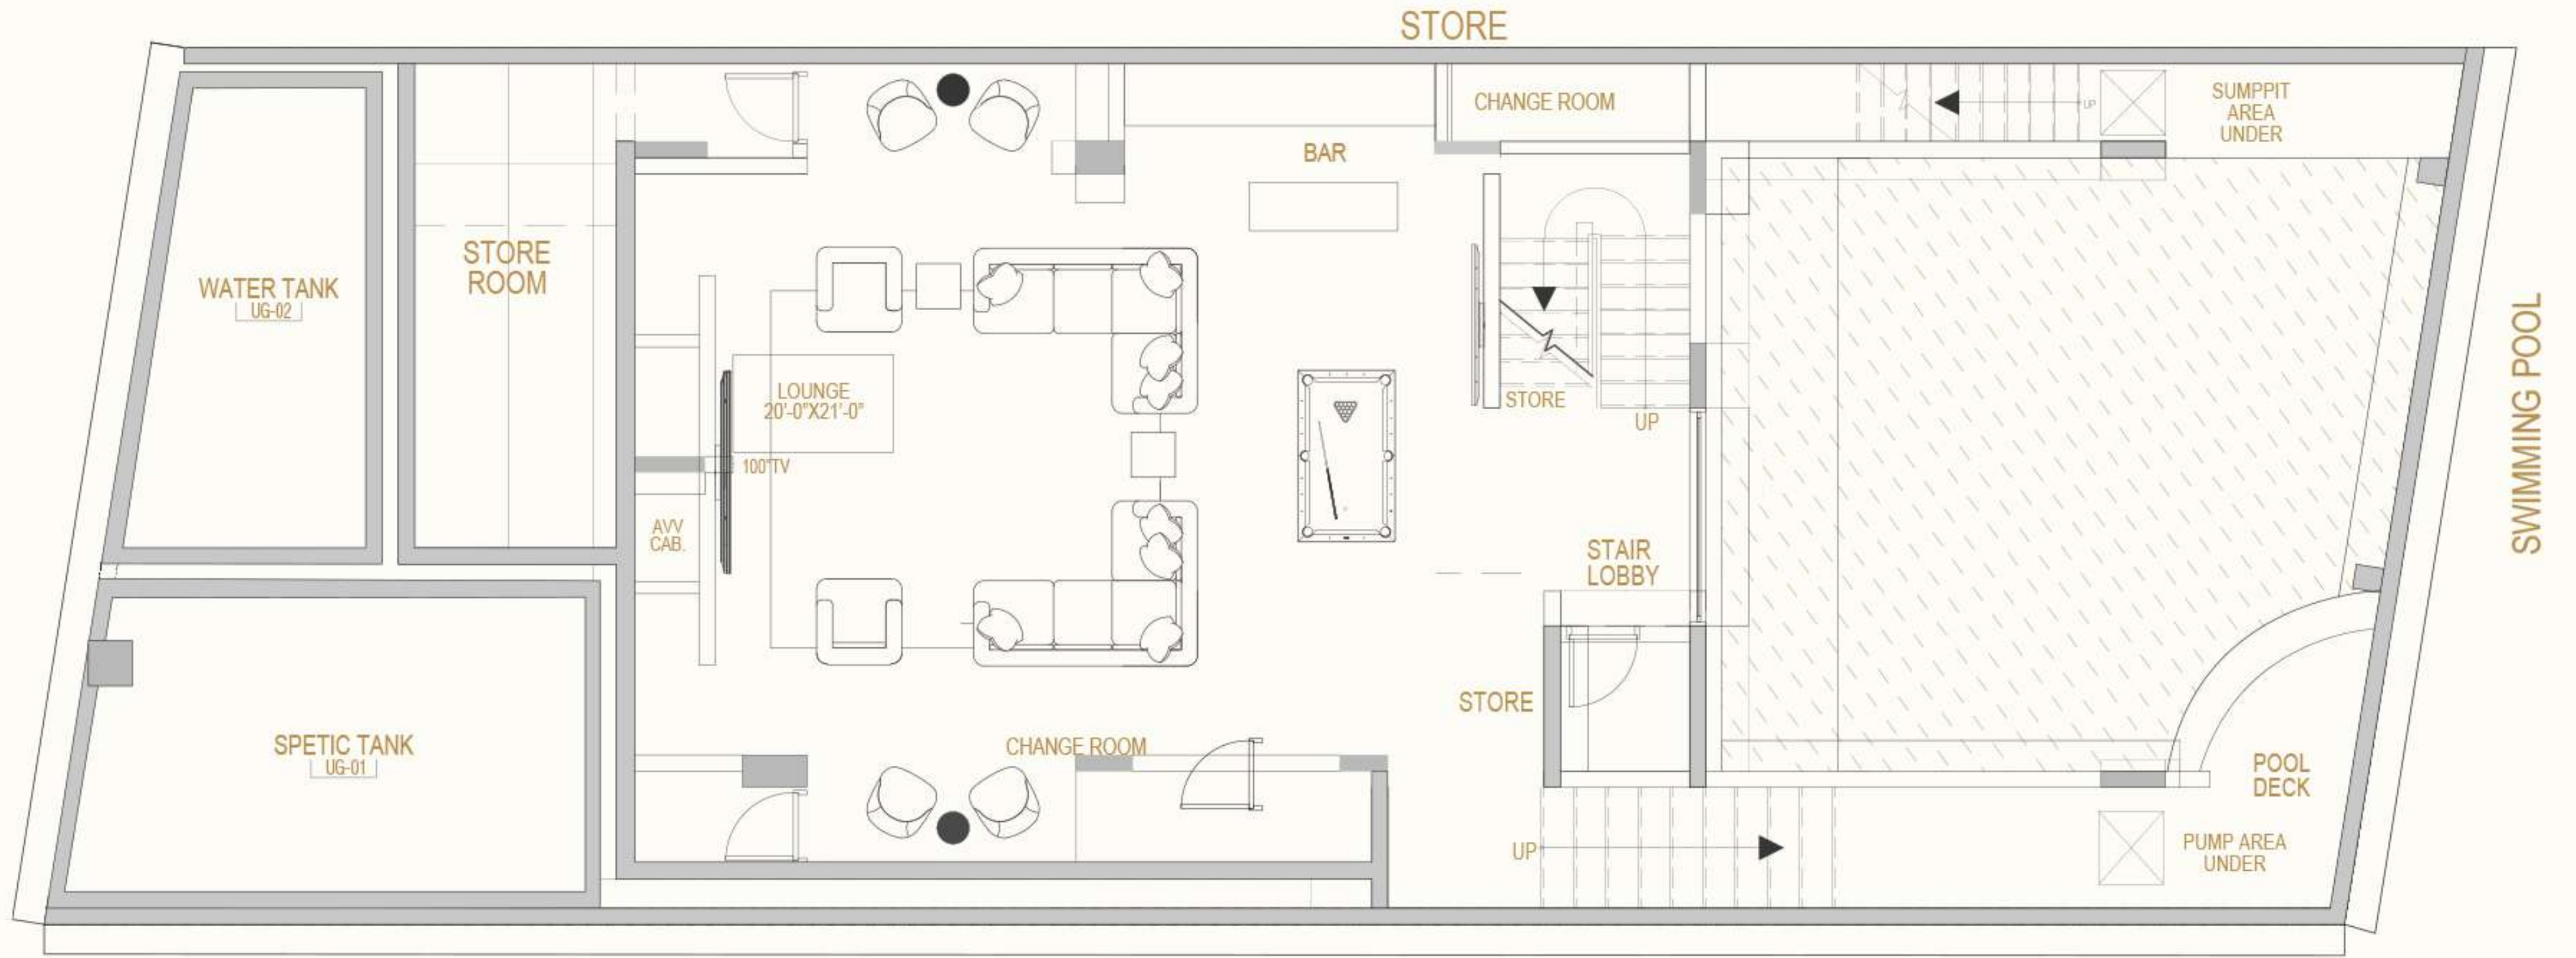 STORE
CHANGE ROOM
UP
SUMPPIT
AREA
UNDER
BAR
STORE
ROOM
WATER TANK
UG-02
LOUNGE
20'-0"X21'-0"
100"TV
STORE
UP
SWIMMING POOL
AVV
CAB.
STAIR
LOBBY
STORE
SPETIC TANK
UG-01
CHANGE ROOM
POOL
DECK
UP
PUMP AREA
UNDER